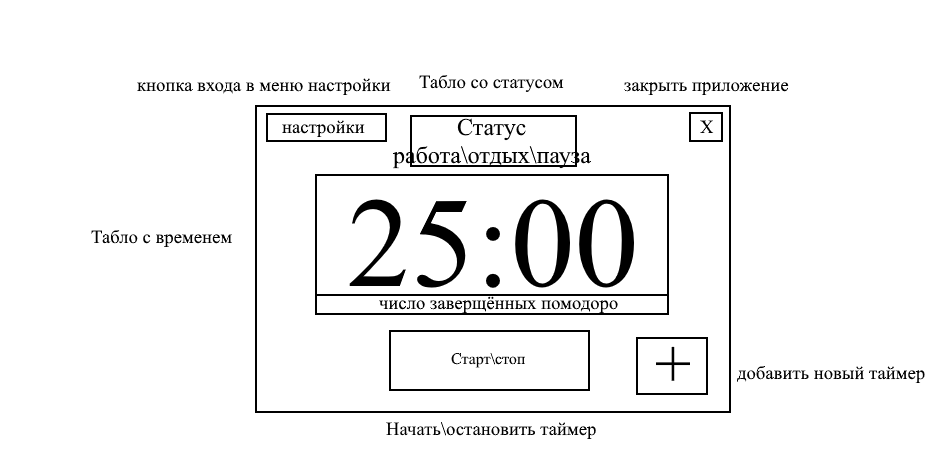 кнопка входа в меню настройки
Табло со статусом
закрыть приложение
настройки
Статус
X
работа\отдых\пауза
25:00
Табло с временем
число заверщённых помодоро
Старт\стоп
+
добавить новый таймер
Начать\остановить таймер